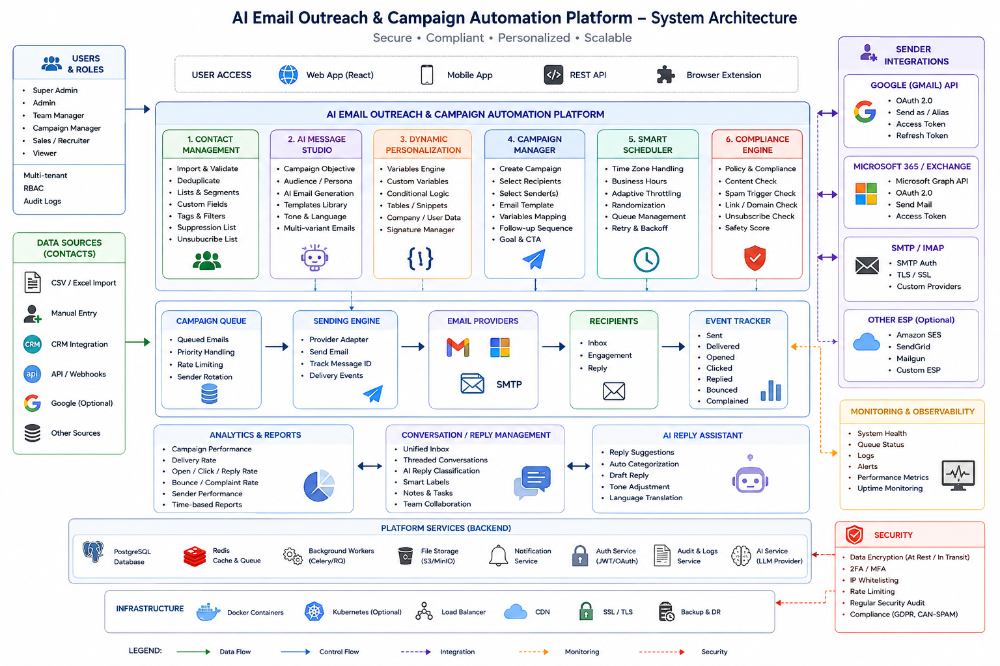 AI Email Outreach & Campaign Automation Platform – System Architecture
Secure • Compliant • Personalized • Scalable
USERS
& ROLES
• Super Admin
• Admin
• Team Manager
• Campaign Manager
• Sales / Recruiter
• Viewer
Multi-tenant
RBAC
Audit Logs
DATA SOURCES
(CONTACTS)
CSV / Excel Import
Manual Entry
CRM
CRM Integration
api
API / Webhooks
Google (Optional)
Other Sources
USER ACCESS
Web App (React)
Mobile App
</>
REST API
Browser Extension
AI EMAIL OUTREACH & CAMPAIGN AUTOMATION PLATFORM
1. CONTACT
MANAGEMENT
• Import & Validate
• Deduplicate
• Lists & Segments
• Custom Fields
• Tags & Filters
• Suppression List
• Unsubucribe List
2. AI MESSAGE
STUDIO
• Campaign Objective
• Audience / Persona
• AI Email Generation
• Templates Library
• Tone & Language
• Multi-variant Emails
3. DYNAMIC
PERSONALIZATION
• Variables Engine
• Custom Variables
• Conditional Logic
• Tables / Snippets
• Company / User Data
• Signature Manager
4. CAMPAIGN
MANAGER
• Create Campaign
• Select Recipients
• Select Sender(s)
• Email Template
• Variables Mapping
• Follow-up Sequence
• Goal & CTA
5. SMART
SCHEDULER
• Time Zone Handling
• Business Hours
• Adaptive Throttling
• Randomization
• Queue Management
• Retry & Backoff
6. COMPLIANCE
ENGINE
• Policy & Compliance
• Content Check
• Spam Trigger Check
• Link / Domain Check
• Unsubscribe Check
• Safety Score
CAMPAIGN QUEUE
• Queued Emails
• Priority Handling
• Rate Limiting
• Sender Rotation
SENDING ENGINE
• Provider Adapter
• Send Email
• Track Message ID
• Delivery Events
EMAIL PROVIDERS
SMTP
RECIPIENTS
• Inbox
• Engagement
• Reply
EVENT TRACKER
• Sent
• Delivered
• Opened
• Clicked
• Replied
• Bounced
• Complained
ANALYTICS & REPORTS
• Campaign Performance
• Delivery Rate
• Open / Click / Reply Rate
• Bounce / Complaint Rate
• Sender Performance
• Time-based Reports
CONVERSATION / REPLY MANAGEMENT
• Unified Inbox
• Threaded Conversations
• AI Reply Classification
• Smart Labels
• Notes & Tasks
• Team Collaboration
AI REPLY ASSISTANT
• Reply Suggestions
• Auto Categorization
• Draft Reply
• Tone Adjustment
• Language Translation
SENDER
INTEGRATIONS
GOOGLE (GMAIL) API
• OAuth 2.0
• Send as / Alias
• Access Token
• Refresh Token
MICROSOFT 365 / EXCHANGE
• Microsoft Graph API
• OAuth 2.0
• Send Mail
• Access Token
SMTP / IMAP
• SMTP Auth
• TLS / SSL
• Custom Providers
OTHER ESP (Optional)
• Amazon SES
• SendGrid
• Mailgun
• Custom ESP
MONITORING & OBSERVABILITY
• System Health
• Queue Status
• Logs
• Alerts
• Performance Metrics
• Uptime Monitoring
SECURITY
• Data Encryption (At Rest / In Transit)
• 2FA / MFA
• IP Whitelisting
• Rate Limiting
• Regular Security Audit
• Compliance (GDPR, CAN-SPAM)
PLATFORM SERVICES (BACKEND)
PostgreSQL
Database
Redis
Cache & Queue
Background Workers
(Celery/RQ)
File Storage
(S3/MinIO)
Notification
Service
Auth Service
(JWT/OAuth)
Audit & Logs
Service
AI Service
(LLM Provider)
INFRASTRUCTURE
Docker Containers
Kubernetes (Optional)
Load Balancer
CDN
SSL / TLS
Backup & DR
LEGEND:
Data Flow
Control Flow
Integration
Monitoring
Security